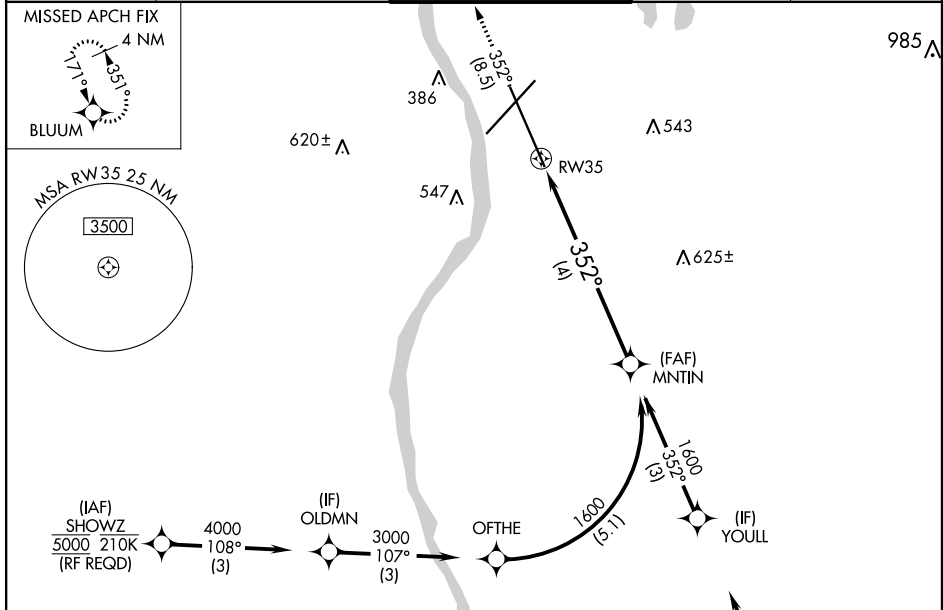 MISSED APCH FIX
4 NM
171°
351°
BLUUM
MSA RW35 25 NM
3500
352°
(8.5)
985
386
620±
543
547
RW35
352°
(4)
625±
(FAF)
MNTIN
1600
352°
(3)
(IF)
YOULL
1600
(5.1)
OFTHE
3000
107°
(3)
(IF)
OLDMN
4000
108°
(3)
(IAF)
SHOWZ
5000 210K
(RF REQD)